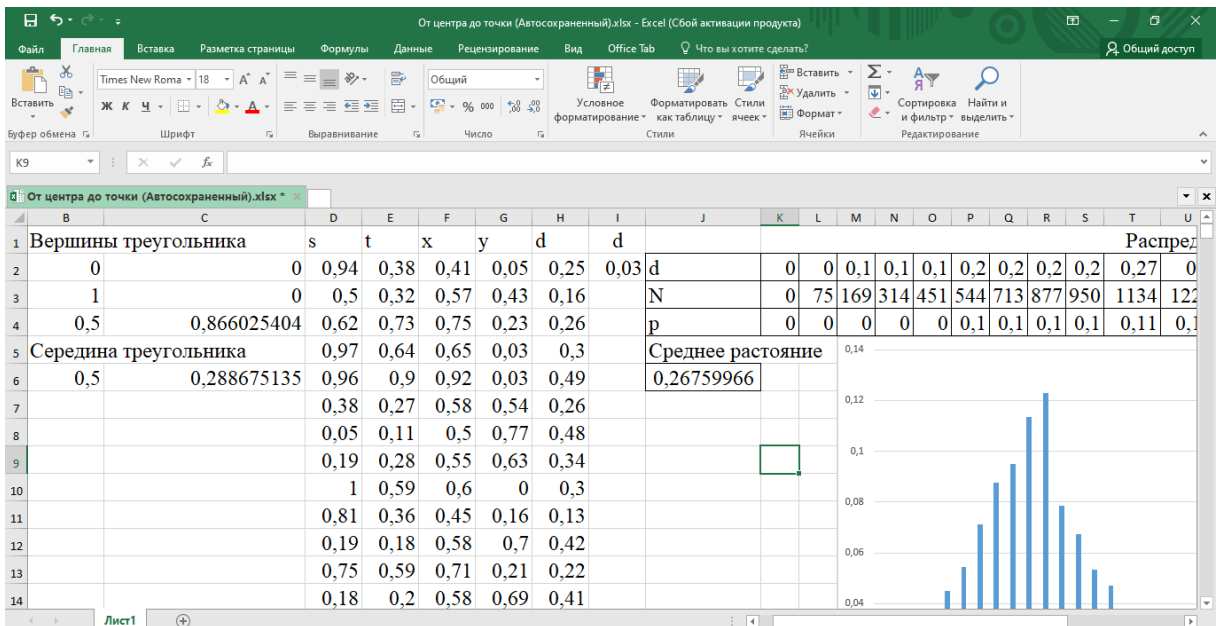 От центра до точки (Автосохраненный).xlsx - Excel (Сбой активации продукта)
Файл Главная Вставка Разметка страницы Формулы Данные Рецензирование Вид Office Tab Что вы хотите сделать? Общий доступ
Вставить
Times New Roma 18
Ж К Ч
Общий
% 000
Условное форматирование
Форматировать как таблицу
Стили ячеек
Вставить
Удалить
Формат
Сортировка и фильтр
Найти и выделить
Буфер обмена Шрифт Выравнивание Число Стили Ячейки Редактирование
K9 fx
От центра до точки (Автосохраненный).xlsx *
B C D E F G H I J K L M N O P Q R S T U
1 Вершины треугольника s t x y d d Распред
2 0 0 0,94 0,38 0,41 0,05 0,25 0,03 d 0 0 0,1 0,1 0,1 0,2 0,2 0,2 0,2 0,27 0
3 1 0 0,5 0,32 0,57 0,43 0,16 N 0 75 169 314 451 544 713 877 950 1134 122
4 0,5 0,866025404 0,62 0,73 0,75 0,23 0,26 p 0 0 0 0 0 0,1 0,1 0,1 0,1 0,11 0,1
5 Середина треугольника 0,97 0,64 0,65 0,03 0,3 Среднее растояние
6 0,5 0,288675135 0,96 0,9 0,92 0,03 0,49 0,26759966
7 0,38 0,27 0,58 0,54 0,26
8 0,05 0,11 0,5 0,77 0,48
9 0,19 0,28 0,55 0,63 0,34
10 1 0,59 0,6 0 0,3
11 0,81 0,36 0,45 0,16 0,13
12 0,19 0,18 0,58 0,7 0,42
13 0,75 0,59 0,71 0,21 0,22
14 0,18 0,2 0,58 0,69 0,41
0,14
0,12
0,1
0,08
0,06
0,04
Лист1